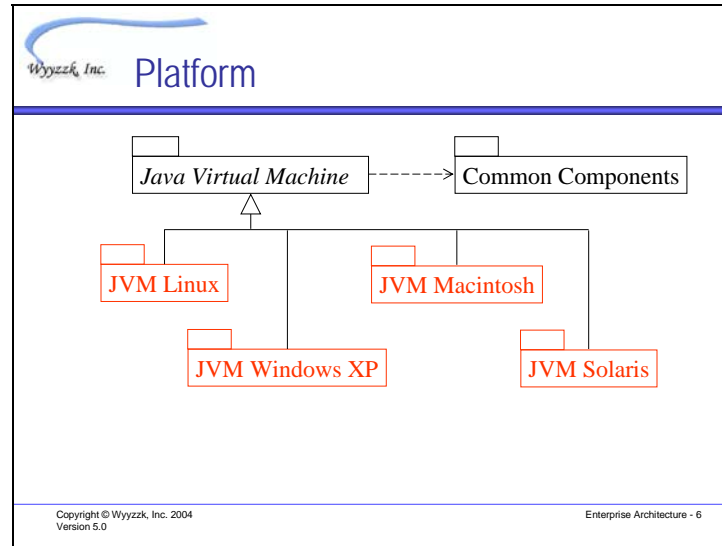 Wyyzzk, Inc.
Platform
Java Virtual Machine
Common Components
JVM Linux
JVM Macintosh
JVM Windows XP
JVM Solaris
Copyright © Wyyzzk, Inc. 2004
Version 5.0
Enterprise Architecture - 6